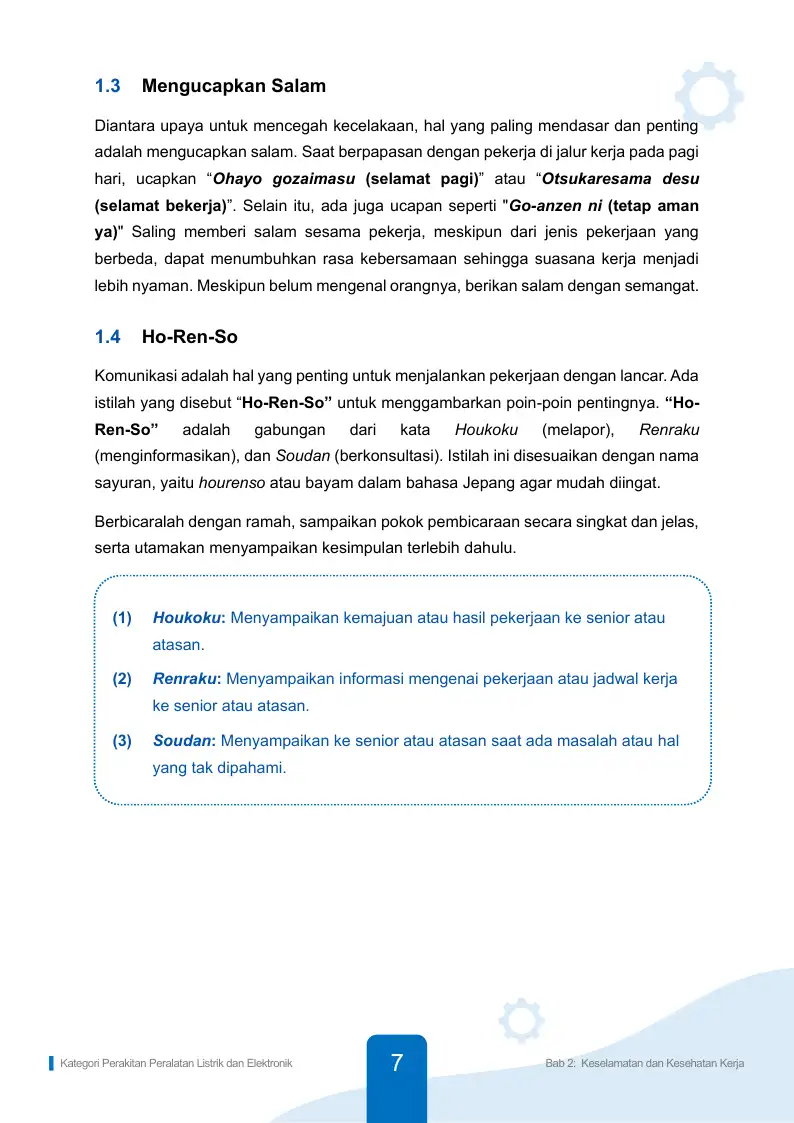 1.3 Mengucapkan Salam
Diantara upaya untuk mencegah kecelakaan, hal yang paling mendasar dan penting
adalah mengucapkan salam. Saat berpapasan dengan pekerja di jalur kerja pada pagi
hari, ucapkan “Ohayo gozaimasu (selamat pagi)” atau “Otsukaresama desu
(selamat bekerja)”. Selain itu, ada juga ucapan seperti "Go-anzen ni (tetap aman
ya)" Saling memberi salam sesama pekerja, meskipun dari jenis pekerjaan yang
berbeda, dapat menumbuhkan rasa kebersamaan sehingga suasana kerja menjadi
lebih nyaman. Meskipun belum mengenal orangnya, berikan salam dengan semangat.
1.4 Ho-Ren-So
Komunikasi adalah hal yang penting untuk menjalankan pekerjaan dengan lancar. Ada
istilah yang disebut “Ho-Ren-So” untuk menggambarkan poin-poin pentingnya. “Ho-
Ren-So” adalah gabungan dari kata Houkoku (melapor), Renraku
(menginformasikan), dan Soudan (berkonsultasi). Istilah ini disesuaikan dengan nama
sayuran, yaitu hourenso atau bayam dalam bahasa Jepang agar mudah diingat.
Berbicaralah dengan ramah, sampaikan pokok pembicaraan secara singkat dan jelas,
serta utamakan menyampaikan kesimpulan terlebih dahulu.
(1) Houkoku: Menyampaikan kemajuan atau hasil pekerjaan ke senior atau
atasan.
(2) Renraku: Menyampaikan informasi mengenai pekerjaan atau jadwal kerja
ke senior atau atasan.
(3) Soudan: Menyampaikan ke senior atau atasan saat ada masalah atau hal
yang tak dipahami.
Kategori Perakitan Peralatan Listrik dan Elektronik
7
Bab 2: Keselamatan dan Kesehatan Kerja